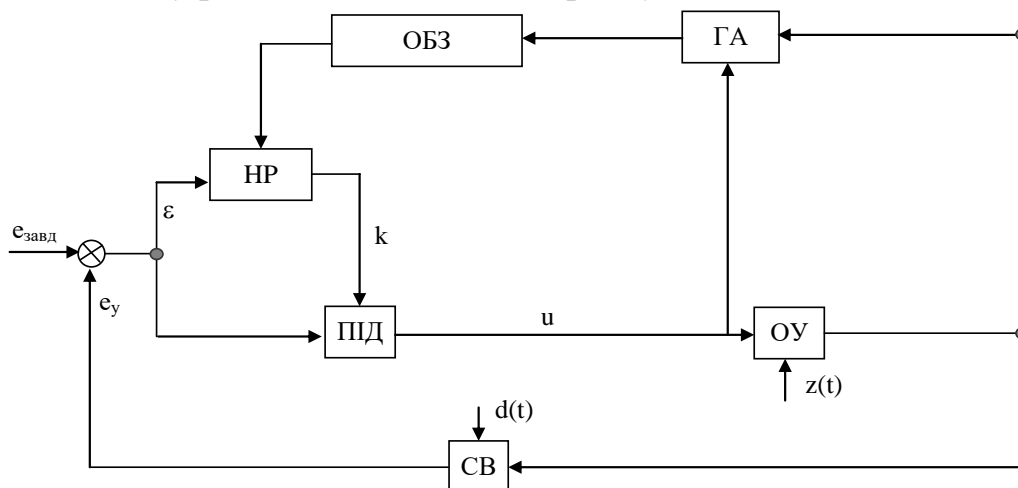 ОБЗ
ГА
НР
ε
k
eзавд
eу
ПІД
u
ОУ
z(t)
d(t)
СВ